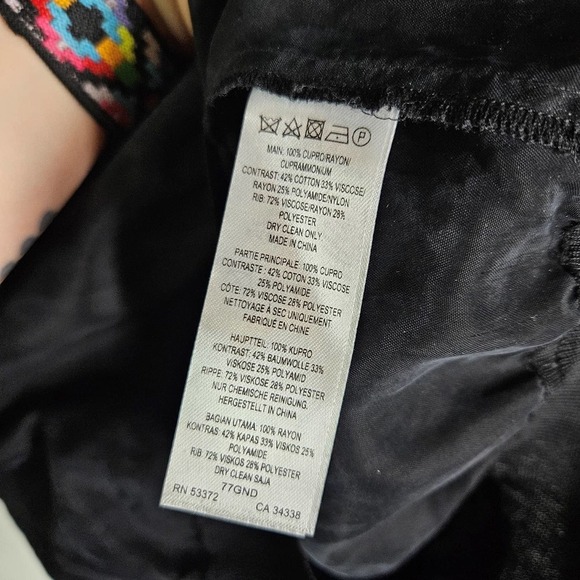 P
MAIN: 100% CUPRO/RAYON/
CUPRAMMONIUM
CONTRAST: 42% COTTON 33% VISCOSE/
RAYON 25% POLYAMIDE/NYLON
RIB: 72% VISCOSE/RAYON 28%
POLYESTER
DRY CLEAN ONLY
MADE IN CHINA
PARTIE PRINCIPALE: 100% CUPRO
CONTRASTE : 42% COTON 33% VISCOSE
25% POLYAMIDE
CÔTE: 72% VISCOSE 28% POLYESTER
NETTOYAGE A SEC UNIQUEMENT
FABRIQUÉ EN CHINE
HAUPTTEIL: 100% KUPRO
KONTRAST: 42% BAUMWOLLE 33%
VISKOSE 25% POLYAMID
RIPPE: 72% VISKOSE 28% POLYESTER
NUR CHEMISCHE REINIGUNG.
HERGESTELLT IN CHINA
BAGIAN UTAMA: 100% RAYON
KONTRAS: 42% KAPAS 33% VISKOS 25%
POLYAMIDE
RIB: 72% VISKOS 28% POLYESTER
DRY CLEAN SAJA
77GND
RN 53372 CA 34338